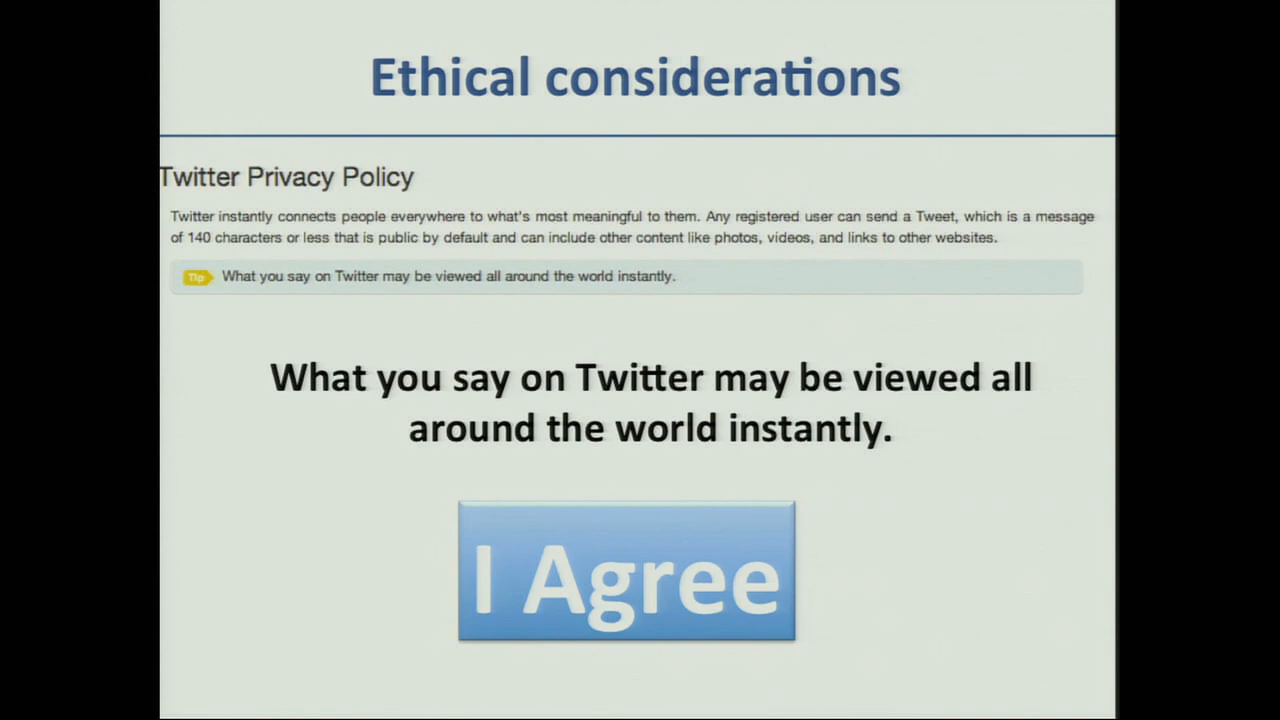 Ethical considerations
Twitter Privacy Policy
Twitter instantly connects people everywhere to what's most meaningful to them. Any registered user can send a Tweet, which is a message
of 140 characters or less that is public by default and can include other content like photos, videos, and links to other websites.
Tip What you say on Twitter may be viewed all around the world instantly.
What you say on Twitter may be viewed all
around the world instantly.
I Agree